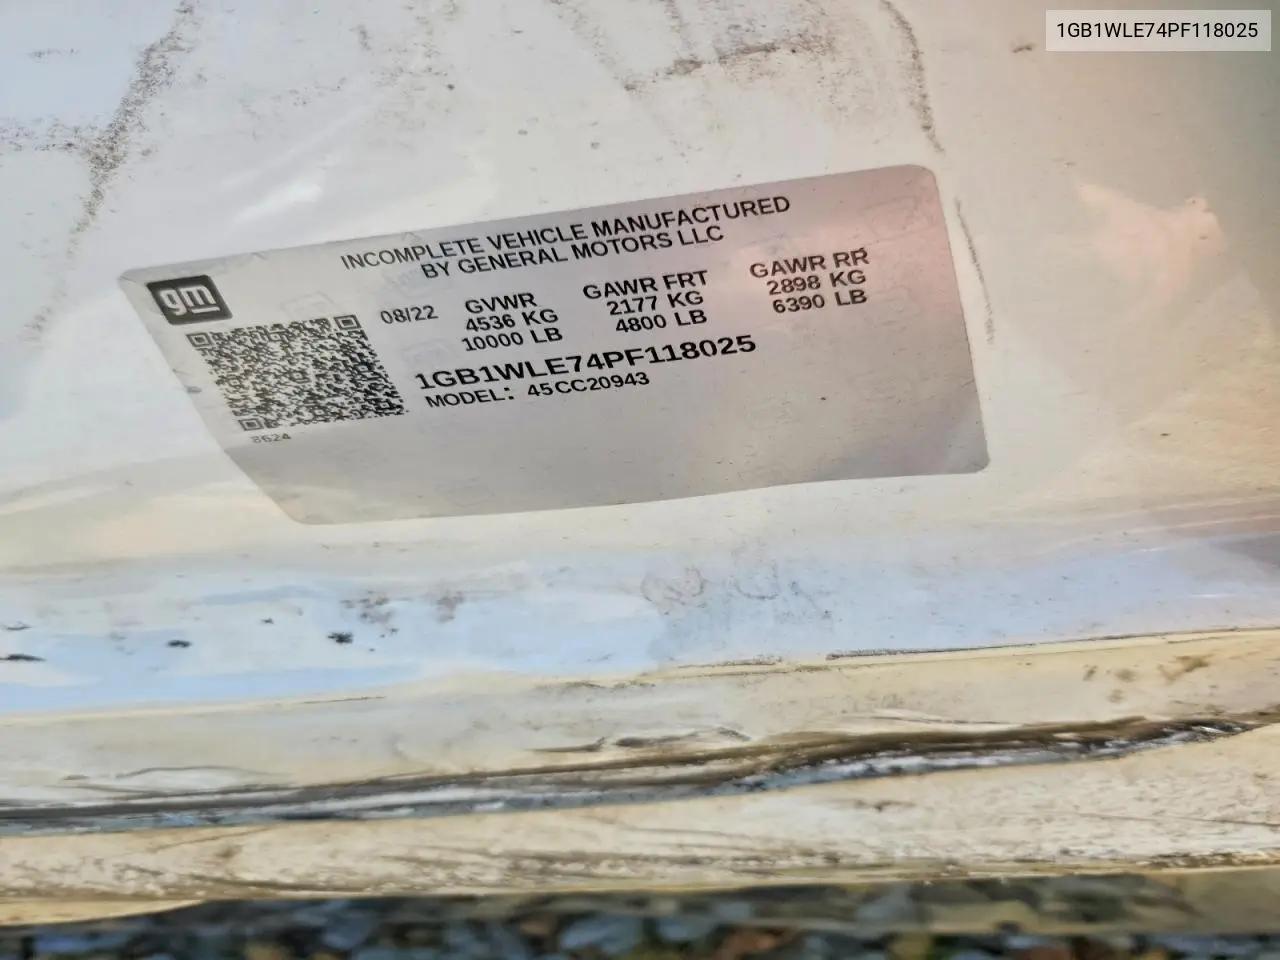 1GB1WLE74PF118025
INCOMPLETE VEHICLE MANUFACTURED
BY GENERAL MOTORS LLC
gm
08/22 GVWR GAWR FRT GAWR RR
4536 KG 2177 KG 2898 KG
10000 LB 4800 LB 6390 LB
1GB1WLE74PF118025
MODEL: 45CC20943
8624